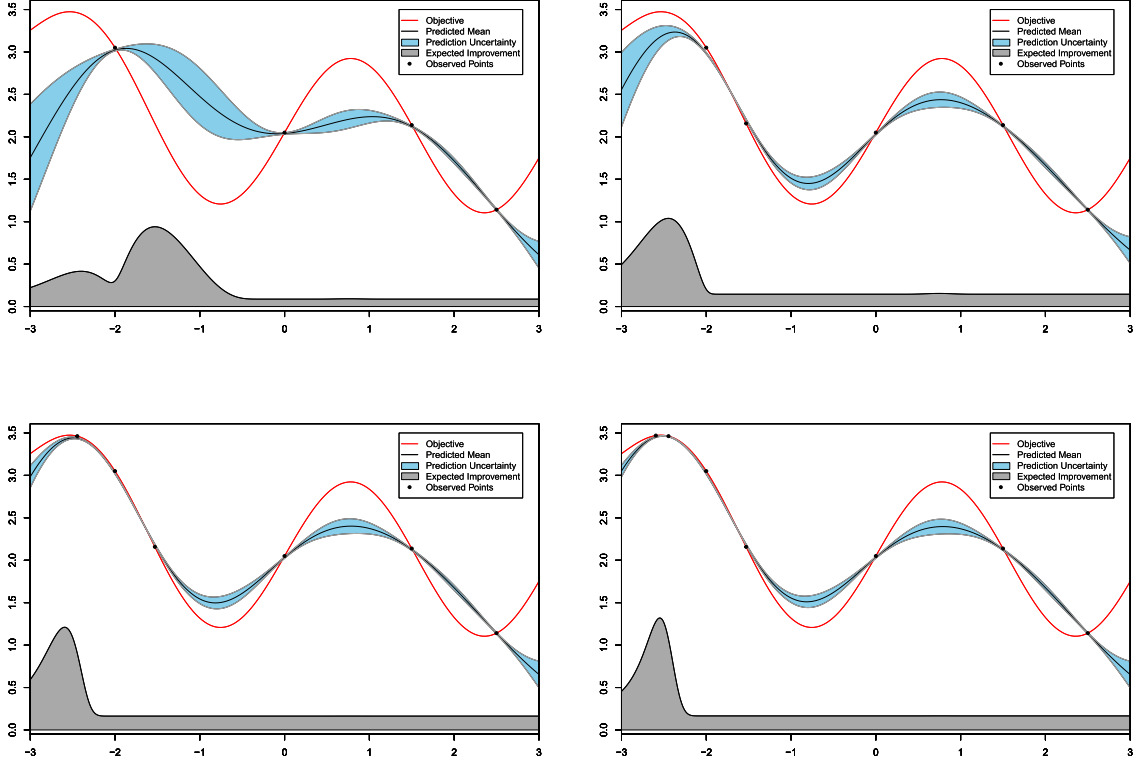 3.5
Objective
Predicted Mean
Prediction Uncertainty
Expected Improvement
Observed Points
3.0
2.5
2.0
1.5
1.0
0.5
0.0
−3 −2 −1 0 1 2 3
3.5
Objective
Predicted Mean
Prediction Uncertainty
Expected Improvement
Observed Points
3.0
2.5
2.0
1.5
1.0
0.5
0.0
−3 −2 −1 0 1 2 3
3.5
Objective
Predicted Mean
Prediction Uncertainty
Expected Improvement
Observed Points
3.0
2.5
2.0
1.5
1.0
0.5
0.0
−3 −2 −1 0 1 2 3
3.5
Objective
Predicted Mean
Prediction Uncertainty
Expected Improvement
Observed Points
3.0
2.5
2.0
1.5
1.0
0.5
0.0
−3 −2 −1 0 1 2 3